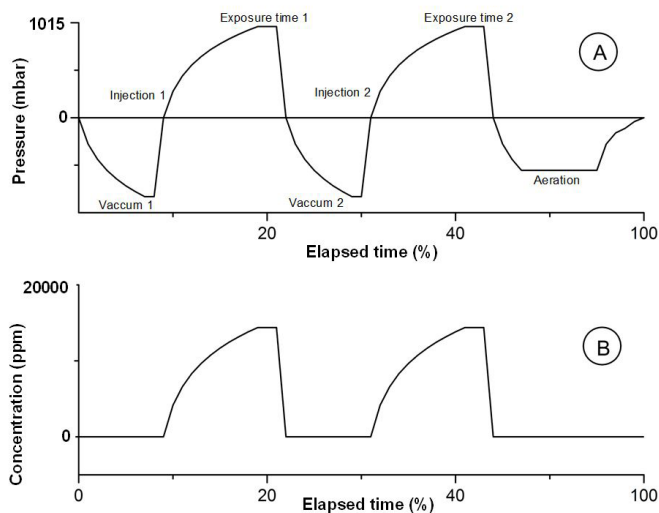 1015
Exposure time 1
Exposure time 2
A
Injection 1
Injection 2
0
Pressure (mbar)
Vaccum 1
Vaccum 2
Aeration
20
40
100
Elapsed time (%)
20000
B
Concentration (ppm)
0
0
20
40
100
Elapsed time (%)